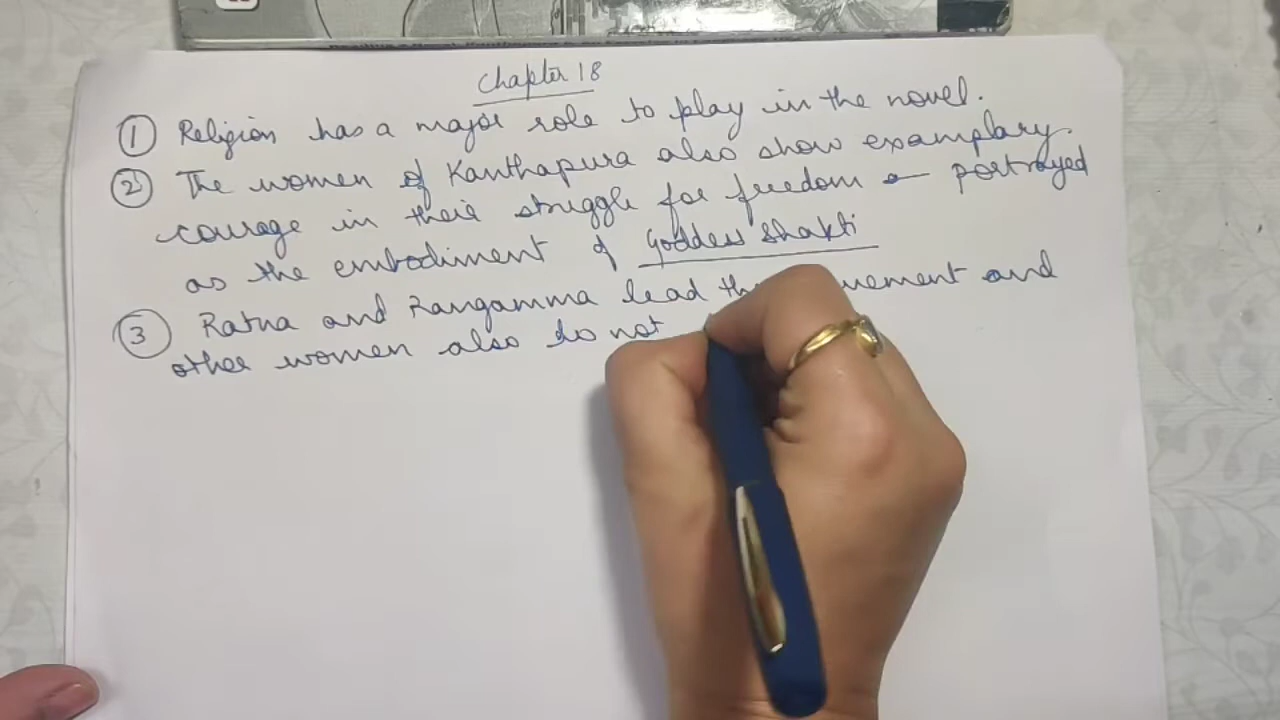 Chapter 18
① Religion has a major role to play in the novel.
② The women of Kanthapura also show examplary
courage in their struggle for freedom – portrayed
as the embodiment of Goddess Shakti
③ Ratna and Rangamma lead the and
other women also do not